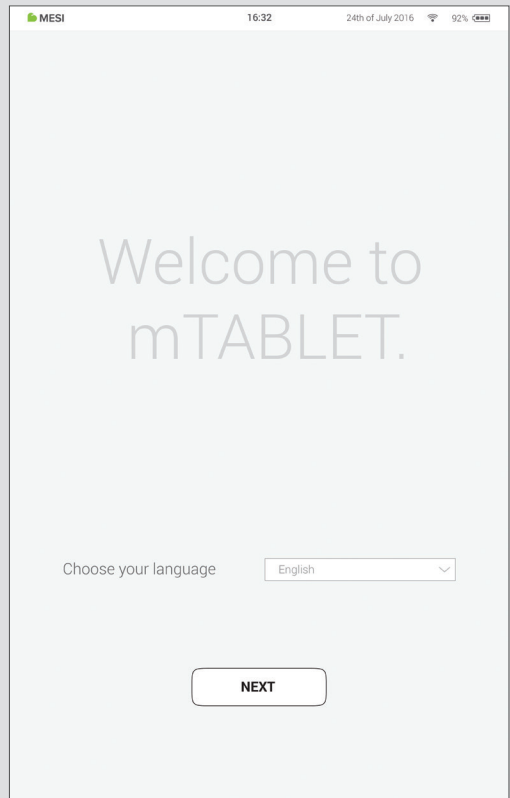 MESI 16:32 24th of July 2016 92%
Welcome to
mTABLET.
Choose your language English
NEXT